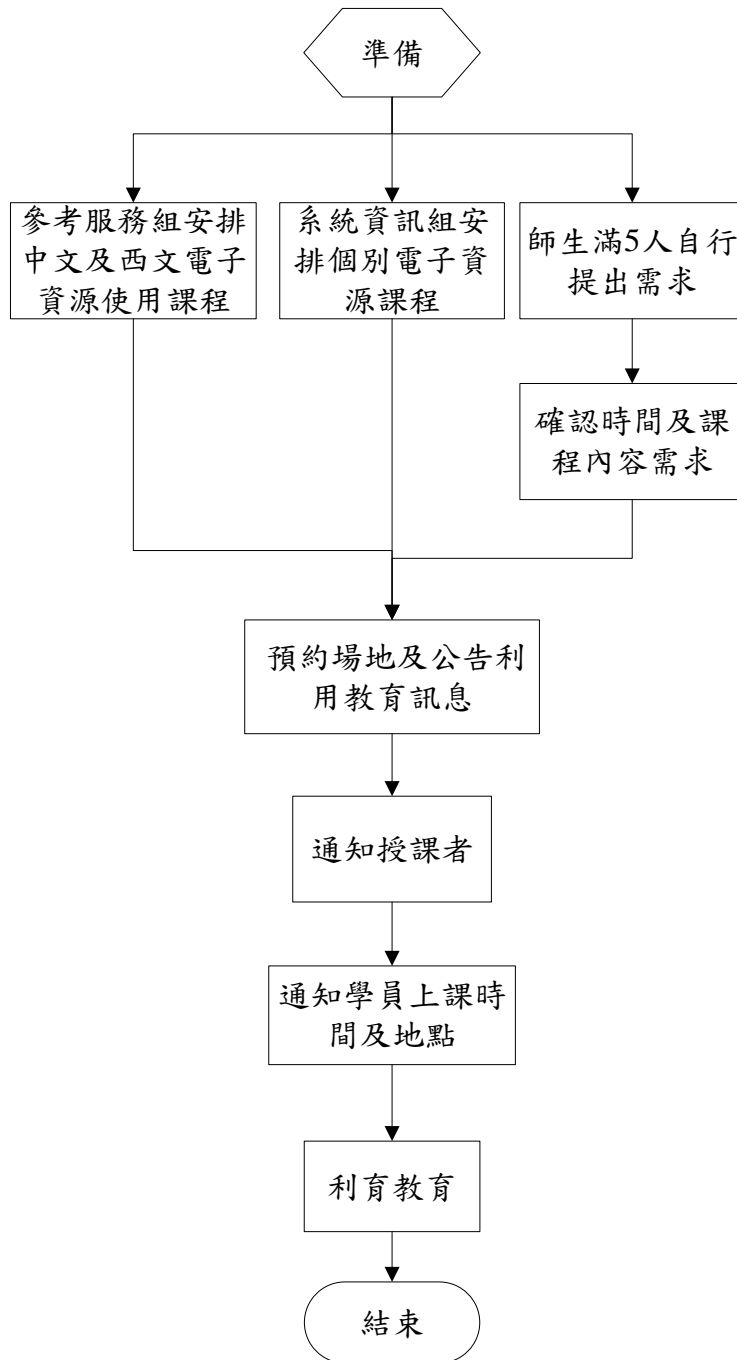 準備
參考服務組安排
中文及西文電子
資源使用課程
系統資訊組安
排個別電子資
源課程
師生滿5人自行
提出需求
確認時間及課
程內容需求
預約場地及公告利
用教育訊息
通知授課者
通知學員上課時
間及地點
利育教育
結束